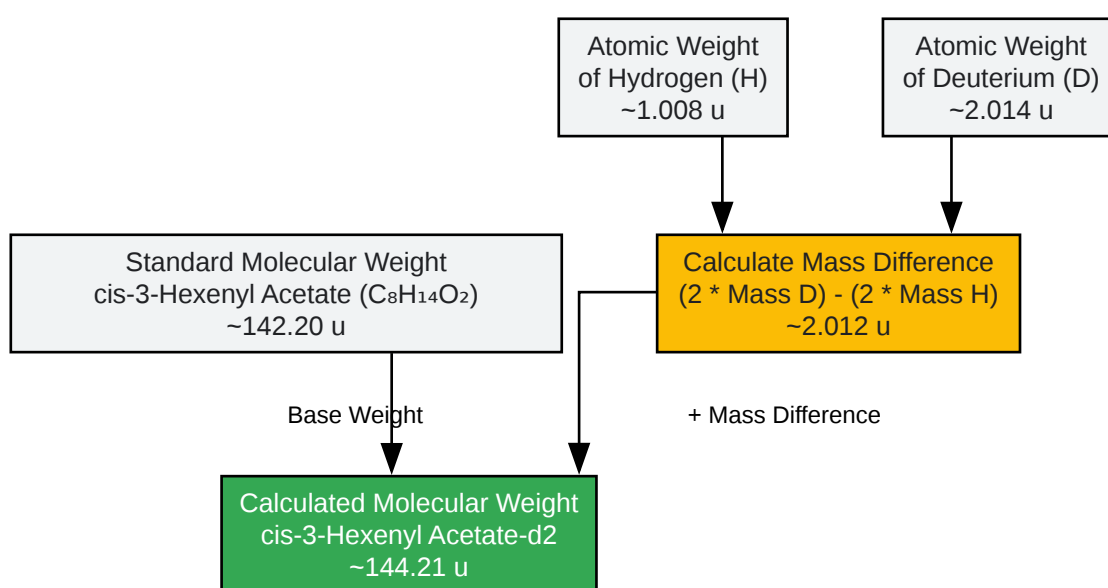 Atomic Weight
of Hydrogen (H)
~1.008 u
Atomic Weight
of Deuterium (D)
~2.014 u
Standard Molecular Weight
cis-3-Hexenyl Acetate (C₈H₁₄O₂)
~142.20 u
Calculate Mass Difference
(2 * Mass D) - (2 * Mass H)
~2.012 u
Base Weight
+ Mass Difference
Calculated Molecular Weight
cis-3-Hexenyl Acetate-d2
~144.21 u